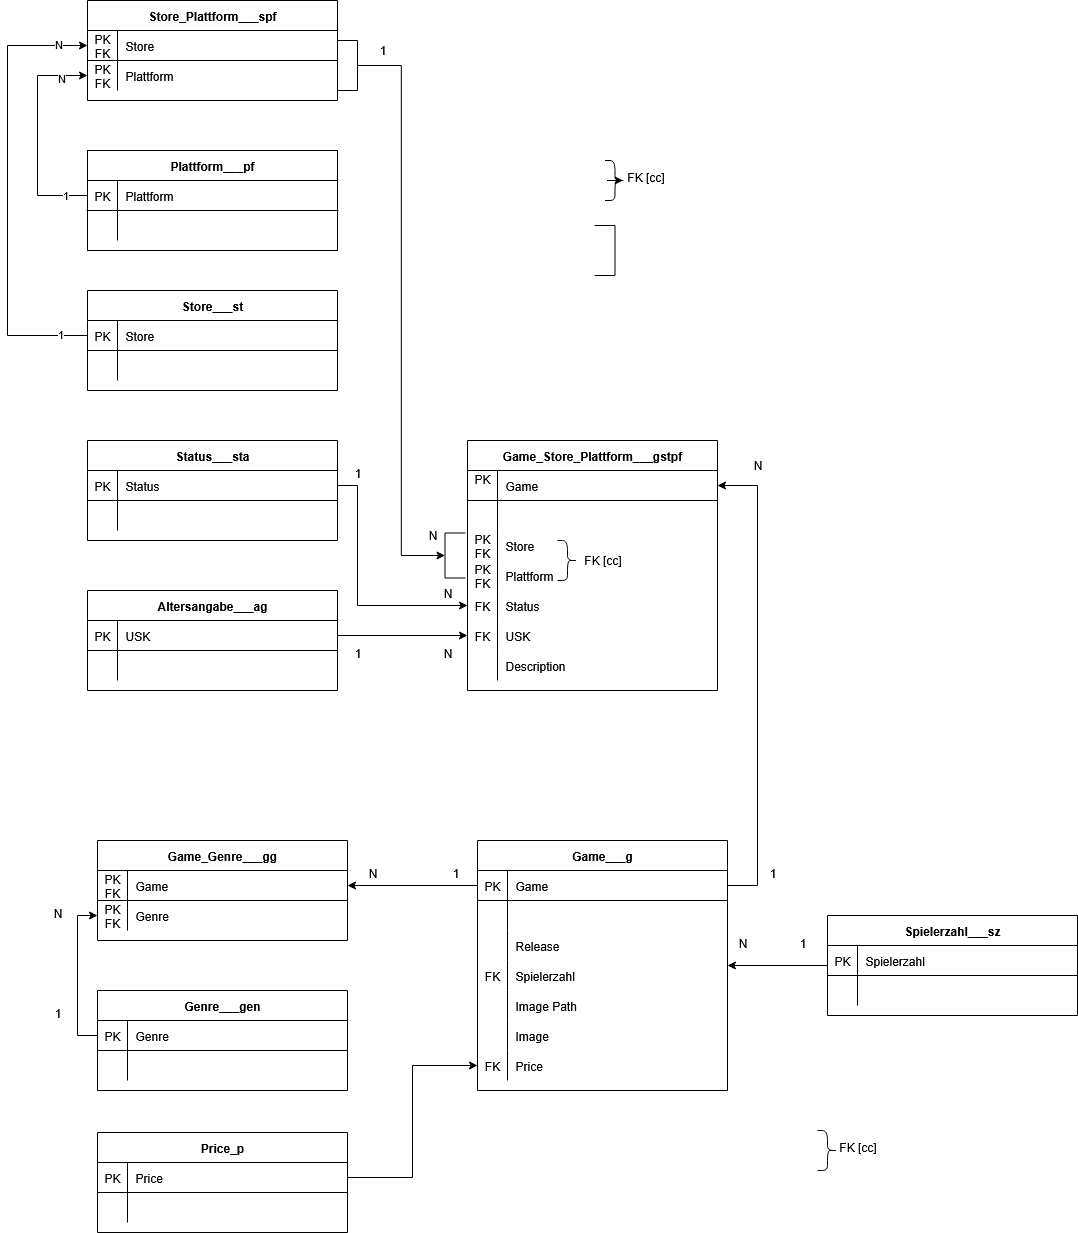 Store_Plattform___spf
PK
FK
Store
PK
FK
Plattform
N
N
1
Plattform___pf
PK
Plattform
1
FK [cc]
Store___st
PK
Store
1
Status___sta
PK
Status
1
Altersangabe___ag
PK
USK
1
Game_Store_Plattform___gstpf
PK
Game
PK
FK
Store
PK
FK
Plattform
FK [cc]
FK
Status
FK
USK
Description
N
N
N
N
Game_Genre___gg
PK
FK
Game
PK
FK
Genre
N
1
N
1
Genre___gen
PK
Genre
Game___g
PK
Game
Release
FK
Spielerzahl
Image Path
Image
FK
Price
1
N
1
Spielerzahl___sz
PK
Spielerzahl
Price_p
PK
Price
FK [cc]